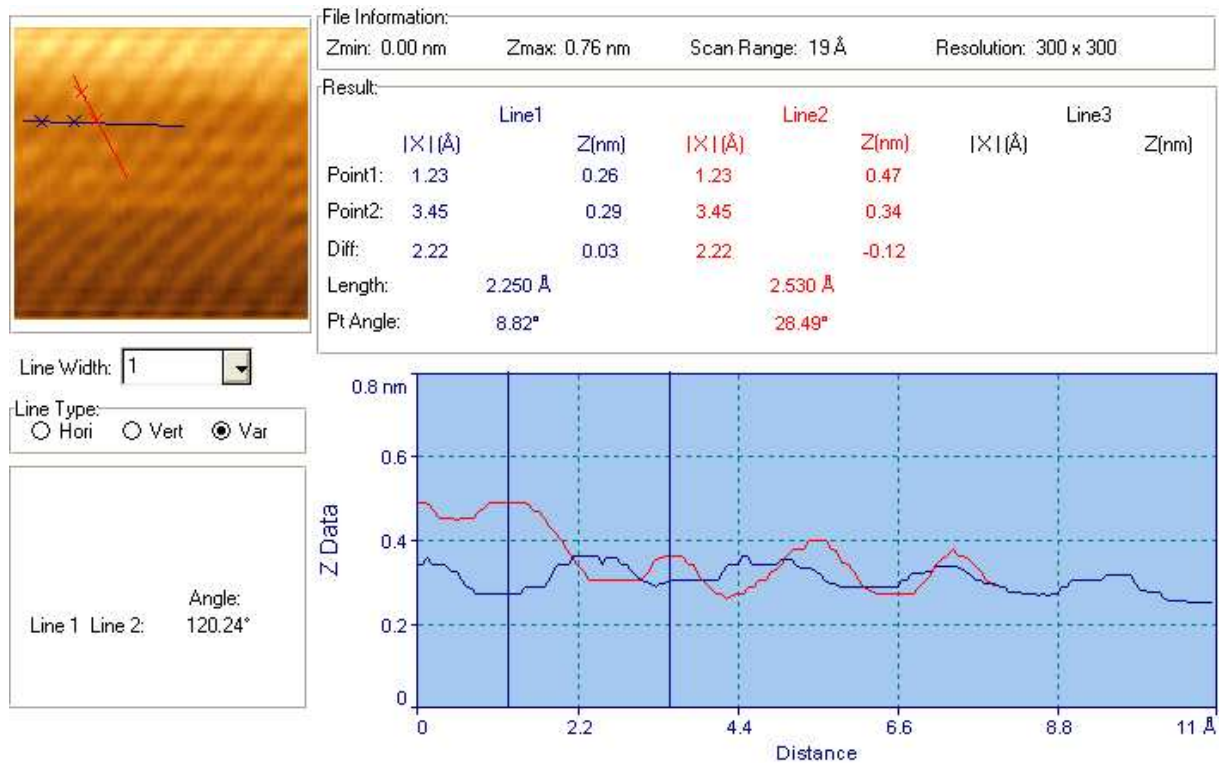 File Information:
Zmin: 0.00 nm Zmax: 0.76 nm Scan Range: 19 Å Resolution: 300 x 300
Result:
Line1 Line2 Line3
|X|(Å) Z(nm) |X|(Å) Z(nm) |X|(Å) Z(nm)
Point1: 1.23 0.26 1.23 0.47
Point2: 3.45 0.29 3.45 0.34
Diff: 2.22 0.03 2.22 -0.12
Length: 2.250 Å 2.530 Å
Pt Angle: 8.82° 28.49°
Line Width: 1
Line Type:
Hori Vert Var
Angle:
Line 1 Line 2: 120.24°
0.8 nm
0.6
0.4
0.2
0
Z Data
0 2.2 4.4 6.6 8.8 11 Å
Distance